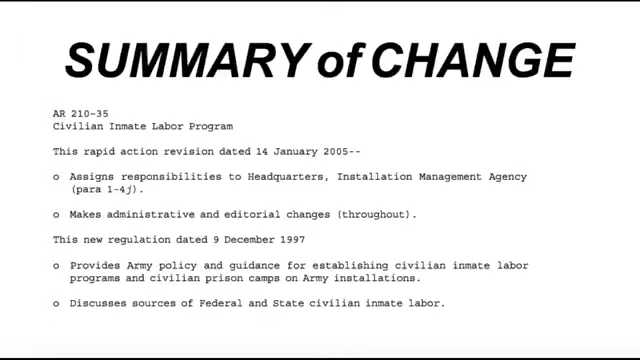 SUMMARY of CHANGE
AR 210-35
Civilian Inmate Labor Program
This rapid action revision dated 14 January 2005--
o Assigns responsibilities to Headquarters, Installation Management Agency
(para 1-4j).
o Makes administrative and editorial changes (throughout).
This new regulation dated 9 December 1997
o Provides Army policy and guidance for establishing civilian inmate labor
programs and civilian prison camps on Army installations.
o Discusses sources of Federal and State civilian inmate labor.